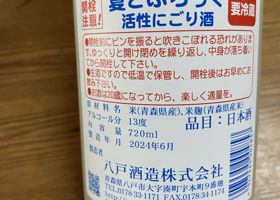 開栓
注意!
夏どぶろっく
要冷蔵
活性にごり酒
●開栓前にビンを振ると吹きこぼれる恐れがありま
す。ゆっくりと開け閉めを繰り返し、中身が落ち着い
てから開栓して下さい。
●生酒ですので低温で保管し、開栓後はお早めに
お飲み下さい。
●お酒は20歳になってから、楽しく適量を。
原材料名 米(青森県産)、米麹(青森県産米)
アルコール分 13度
内容量 720ml
品目:日本酒
製造年月 2024年6月
製造者
八戸酒造株式会社
青森県八戸市大字湊町字本町9番地
TEL.0178-33-1171 FAX.0178-34-1174